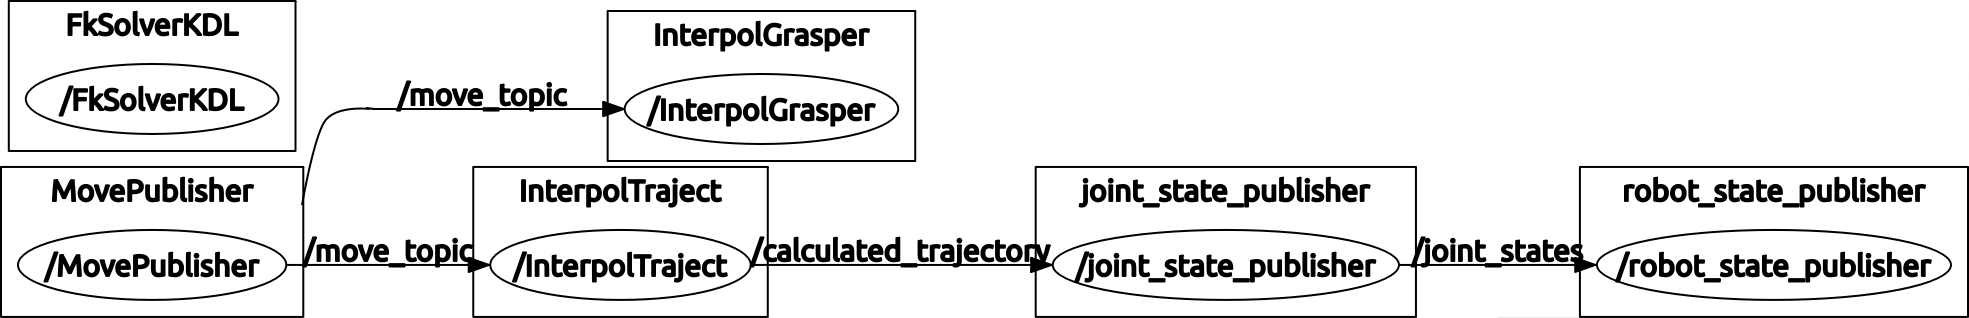 FkSolverKDL
/FkSolverKDL
InterpolGrasper
/move_topic
/InterpolGrasper
MovePublisher
/MovePublisher
/move_topic
InterpolTraject
/InterpolTraject
/calculated_trajectory
joint_state_publisher
/joint_state_publisher
/joint_states
robot_state_publisher
/robot_state_publisher